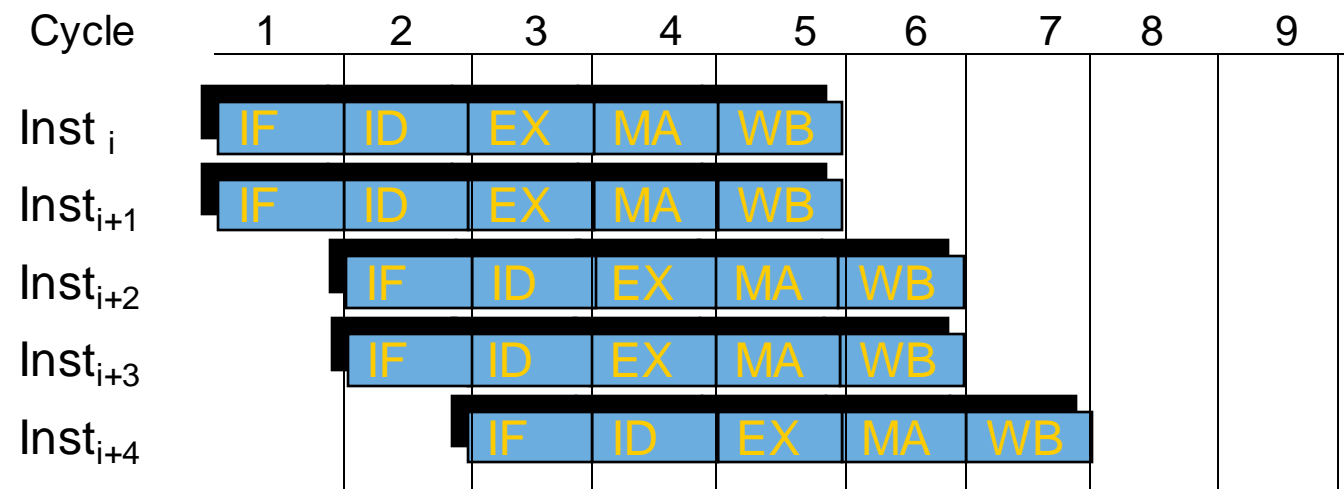 Cycle 1 2 3 4 5 6 7 8 9
Inst i IF ID EX MA WB
Inst i+1 IF ID EX MA WB
Inst i+2 IF ID EX MA WB
Inst i+3 IF ID EX MA WB
Inst i+4 IF ID EX MA WB